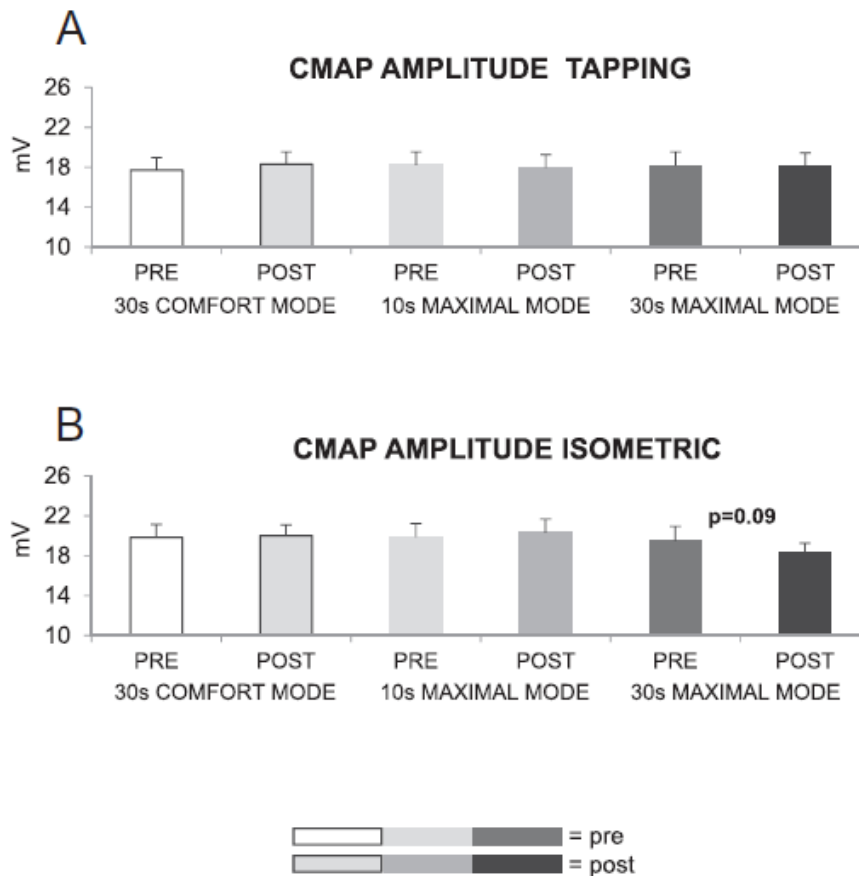 A
CMAP AMPLITUDE TAPPING
26
22
18
14
10
mV
PRE POST PRE POST PRE POST
30s COMFORT MODE 10s MAXIMAL MODE 30s MAXIMAL MODE
B
CMAP AMPLITUDE ISOMETRIC
26
22
18
14
10
mV
p=0.09
PRE POST PRE POST PRE POST
30s COMFORT MODE 10s MAXIMAL MODE 30s MAXIMAL MODE
= pre
= post